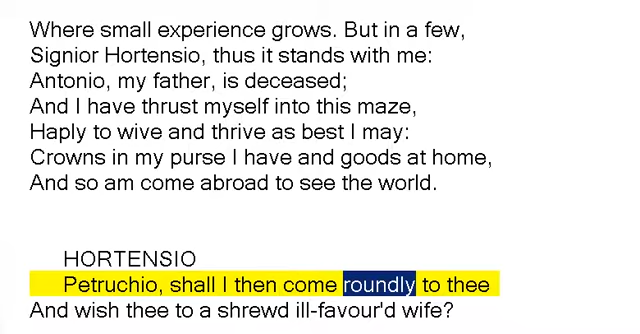 Where small experience grows. But in a few,
Signior Hortensio, thus it stands with me:
Antonio, my father, is deceased;
And I have thrust myself into this maze,
Haply to wive and thrive as best I may:
Crowns in my purse I have and goods at home,
And so am come abroad to see the world.
HORTENSIO
Petruchio, shall I then come roundly to thee
And wish thee to a shrewd ill-favour'd wife?